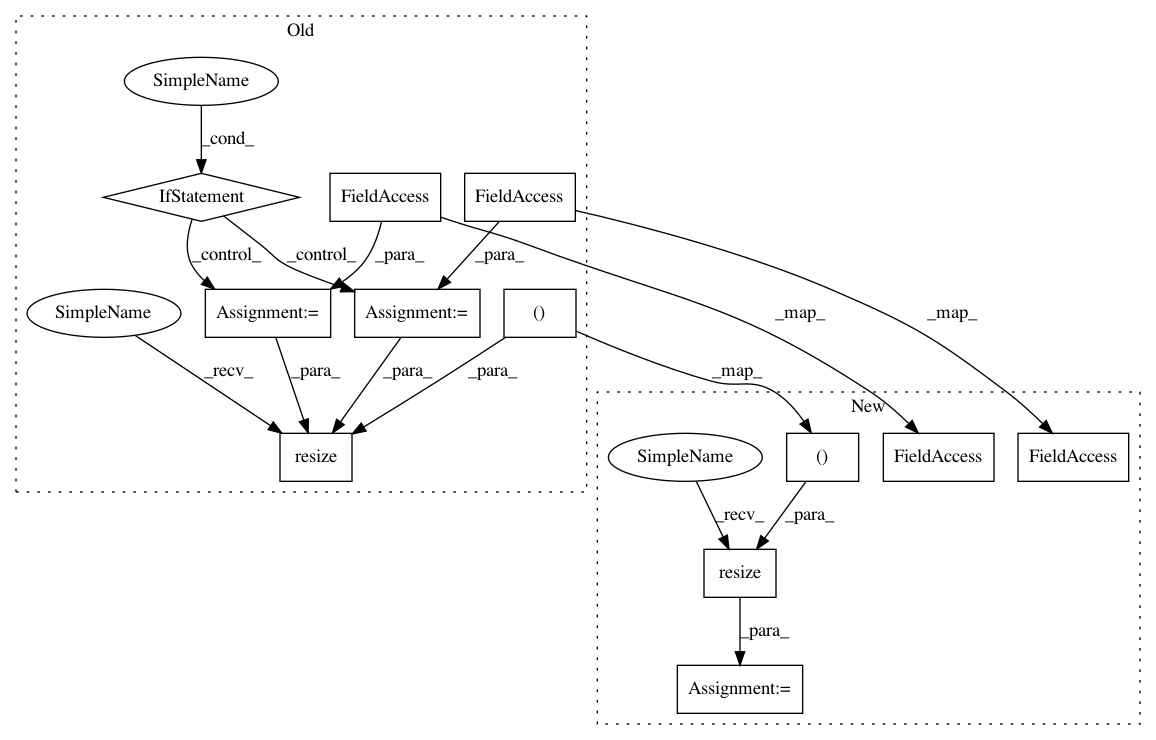 Old
SimpleName
_cond_
IfStatement
FieldAccess
FieldAccess
_control_
_control_
_para_
_para_
SimpleName
Assignment:=
Assignment:=
()
_map_
_map_
_recv_
_para_
_para_
_para_
_map_
resize
New
SimpleName
()
FieldAccess
FieldAccess
_recv_
_para_
resize
_para_
Assignment:=